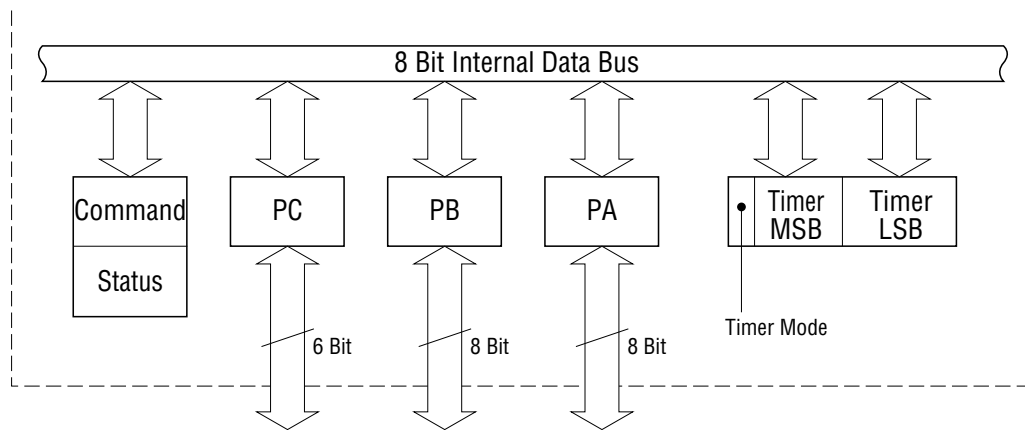 8 Bit Internal Data Bus
Command
Status
PC
PB
PA
Timer
MSB
Timer
LSB
6 Bit
8 Bit
8 Bit
Timer Mode